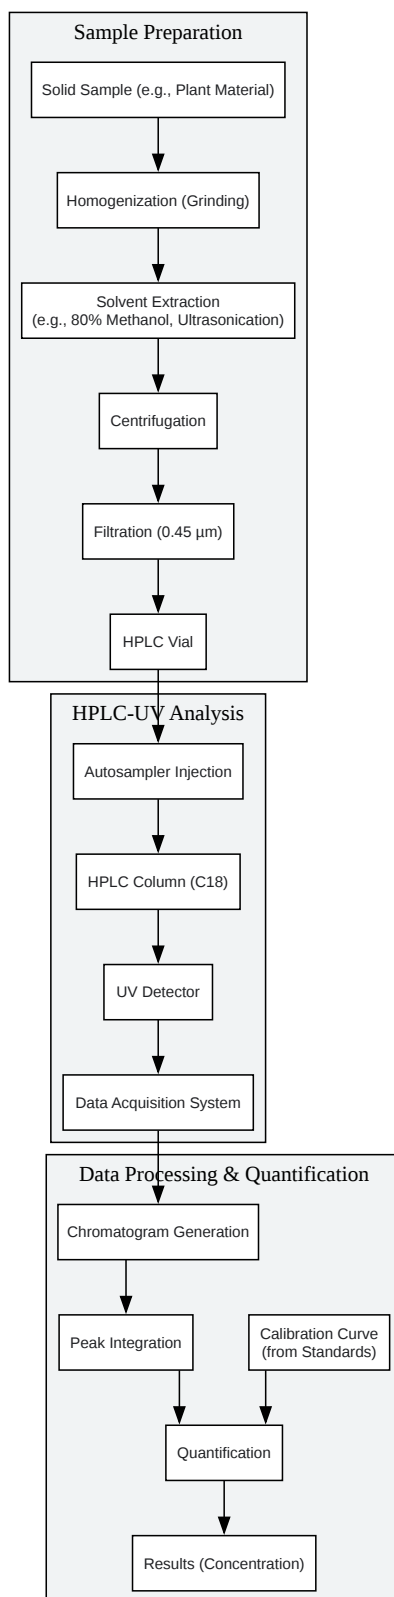 Sample Preparation
Solid Sample (e.g., Plant Material)
Homogenization (Grinding)
Solvent Extraction
(e.g., 80% Methanol, Ultrasonication)
Centrifugation
Filtration (0.45 µm)
HPLC Vial
HPLC-UV Analysis
Autosampler Injection
HPLC Column (C18)
UV Detector
Data Acquisition System
Data Processing & Quantification
Chromatogram Generation
Peak Integration
Calibration Curve
(from Standards)
Quantification
Results (Concentration)